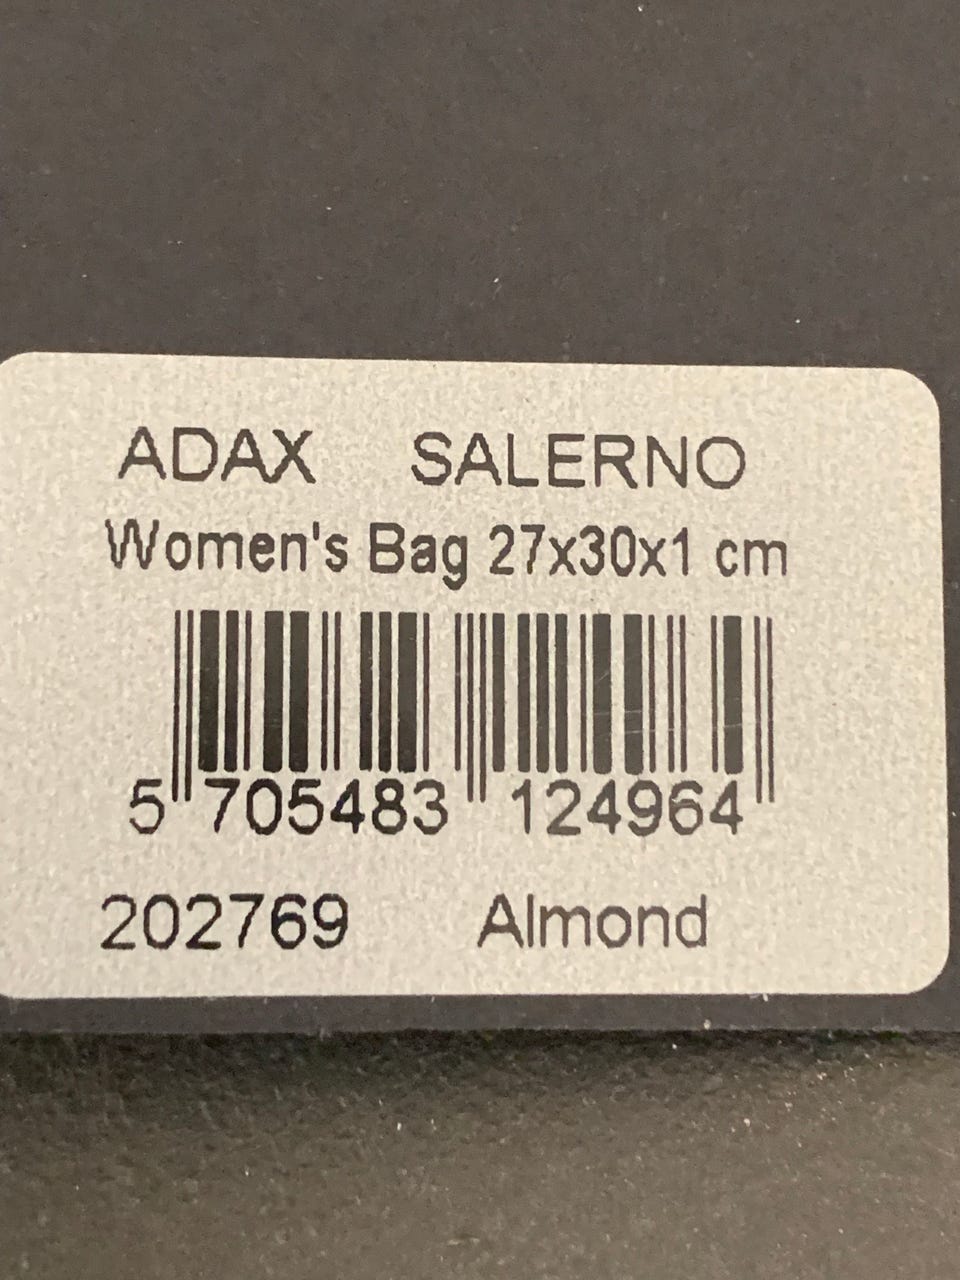 ADAX SALERNO
Women's Bag 27x30x1 cm
5 705483 124964
202769 Almond